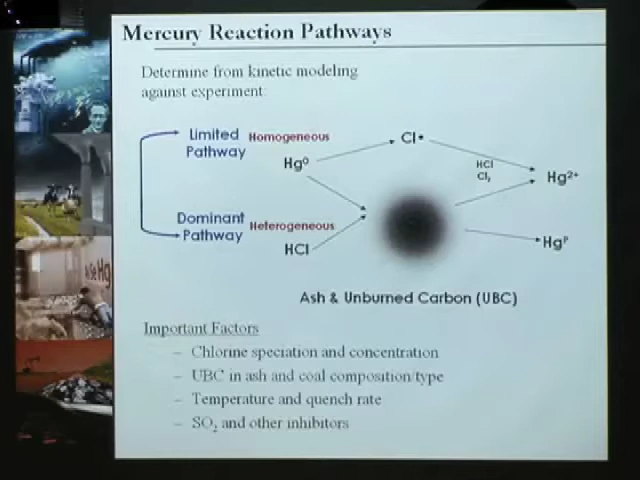 Mercury Reaction Pathways
Determine from kinetic modeling
against experiment
Limited Homogeneous
Pathway
Hg⁰
Cl•
HCl
Cl₂
Hg²⁺
Dominant
Pathway
Heterogeneous
HCl
Hgᴾ
Ash & Unburned Carbon (UBC)
Important Factors
– Chlorine speciation and concentration
– UBC in ash and coal composition/type
– Temperature and quench rate
– SO₂ and other inhibitors
Hg